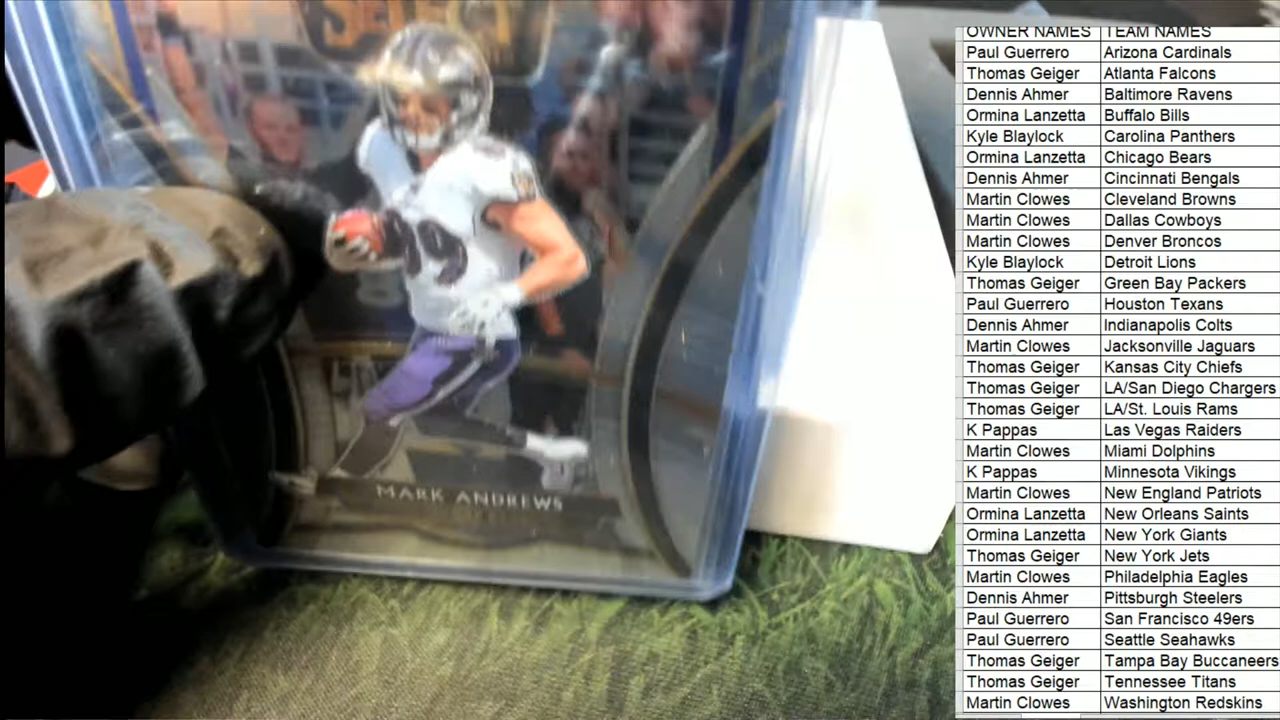 SELECT
89
MARK ANDREWS
OWNER NAMES TEAM NAMES
Paul Guerrero Arizona Cardinals
Thomas Geiger Atlanta Falcons
Dennis Ahmer Baltimore Ravens
Ormina Lanzetta Buffalo Bills
Kyle Blaylock Carolina Panthers
Ormina Lanzetta Chicago Bears
Dennis Ahmer Cincinnati Bengals
Martin Clowes Cleveland Browns
Martin Clowes Dallas Cowboys
Martin Clowes Denver Broncos
Kyle Blaylock Detroit Lions
Thomas Geiger Green Bay Packers
Paul Guerrero Houston Texans
Dennis Ahmer Indianapolis Colts
Martin Clowes Jacksonville Jaguars
Thomas Geiger Kansas City Chiefs
Thomas Geiger LA/San Diego Chargers
Thomas Geiger LA/St. Louis Rams
K Pappas Las Vegas Raiders
Martin Clowes Miami Dolphins
K Pappas Minnesota Vikings
Martin Clowes New England Patriots
Ormina Lanzetta New Orleans Saints
Ormina Lanzetta New York Giants
Thomas Geiger New York Jets
Martin Clowes Philadelphia Eagles
Dennis Ahmer Pittsburgh Steelers
Paul Guerrero San Francisco 49ers
Paul Guerrero Seattle Seahawks
Thomas Geiger Tampa Bay Buccaneers
Thomas Geiger Tennessee Titans
Martin Clowes Washington Redskins